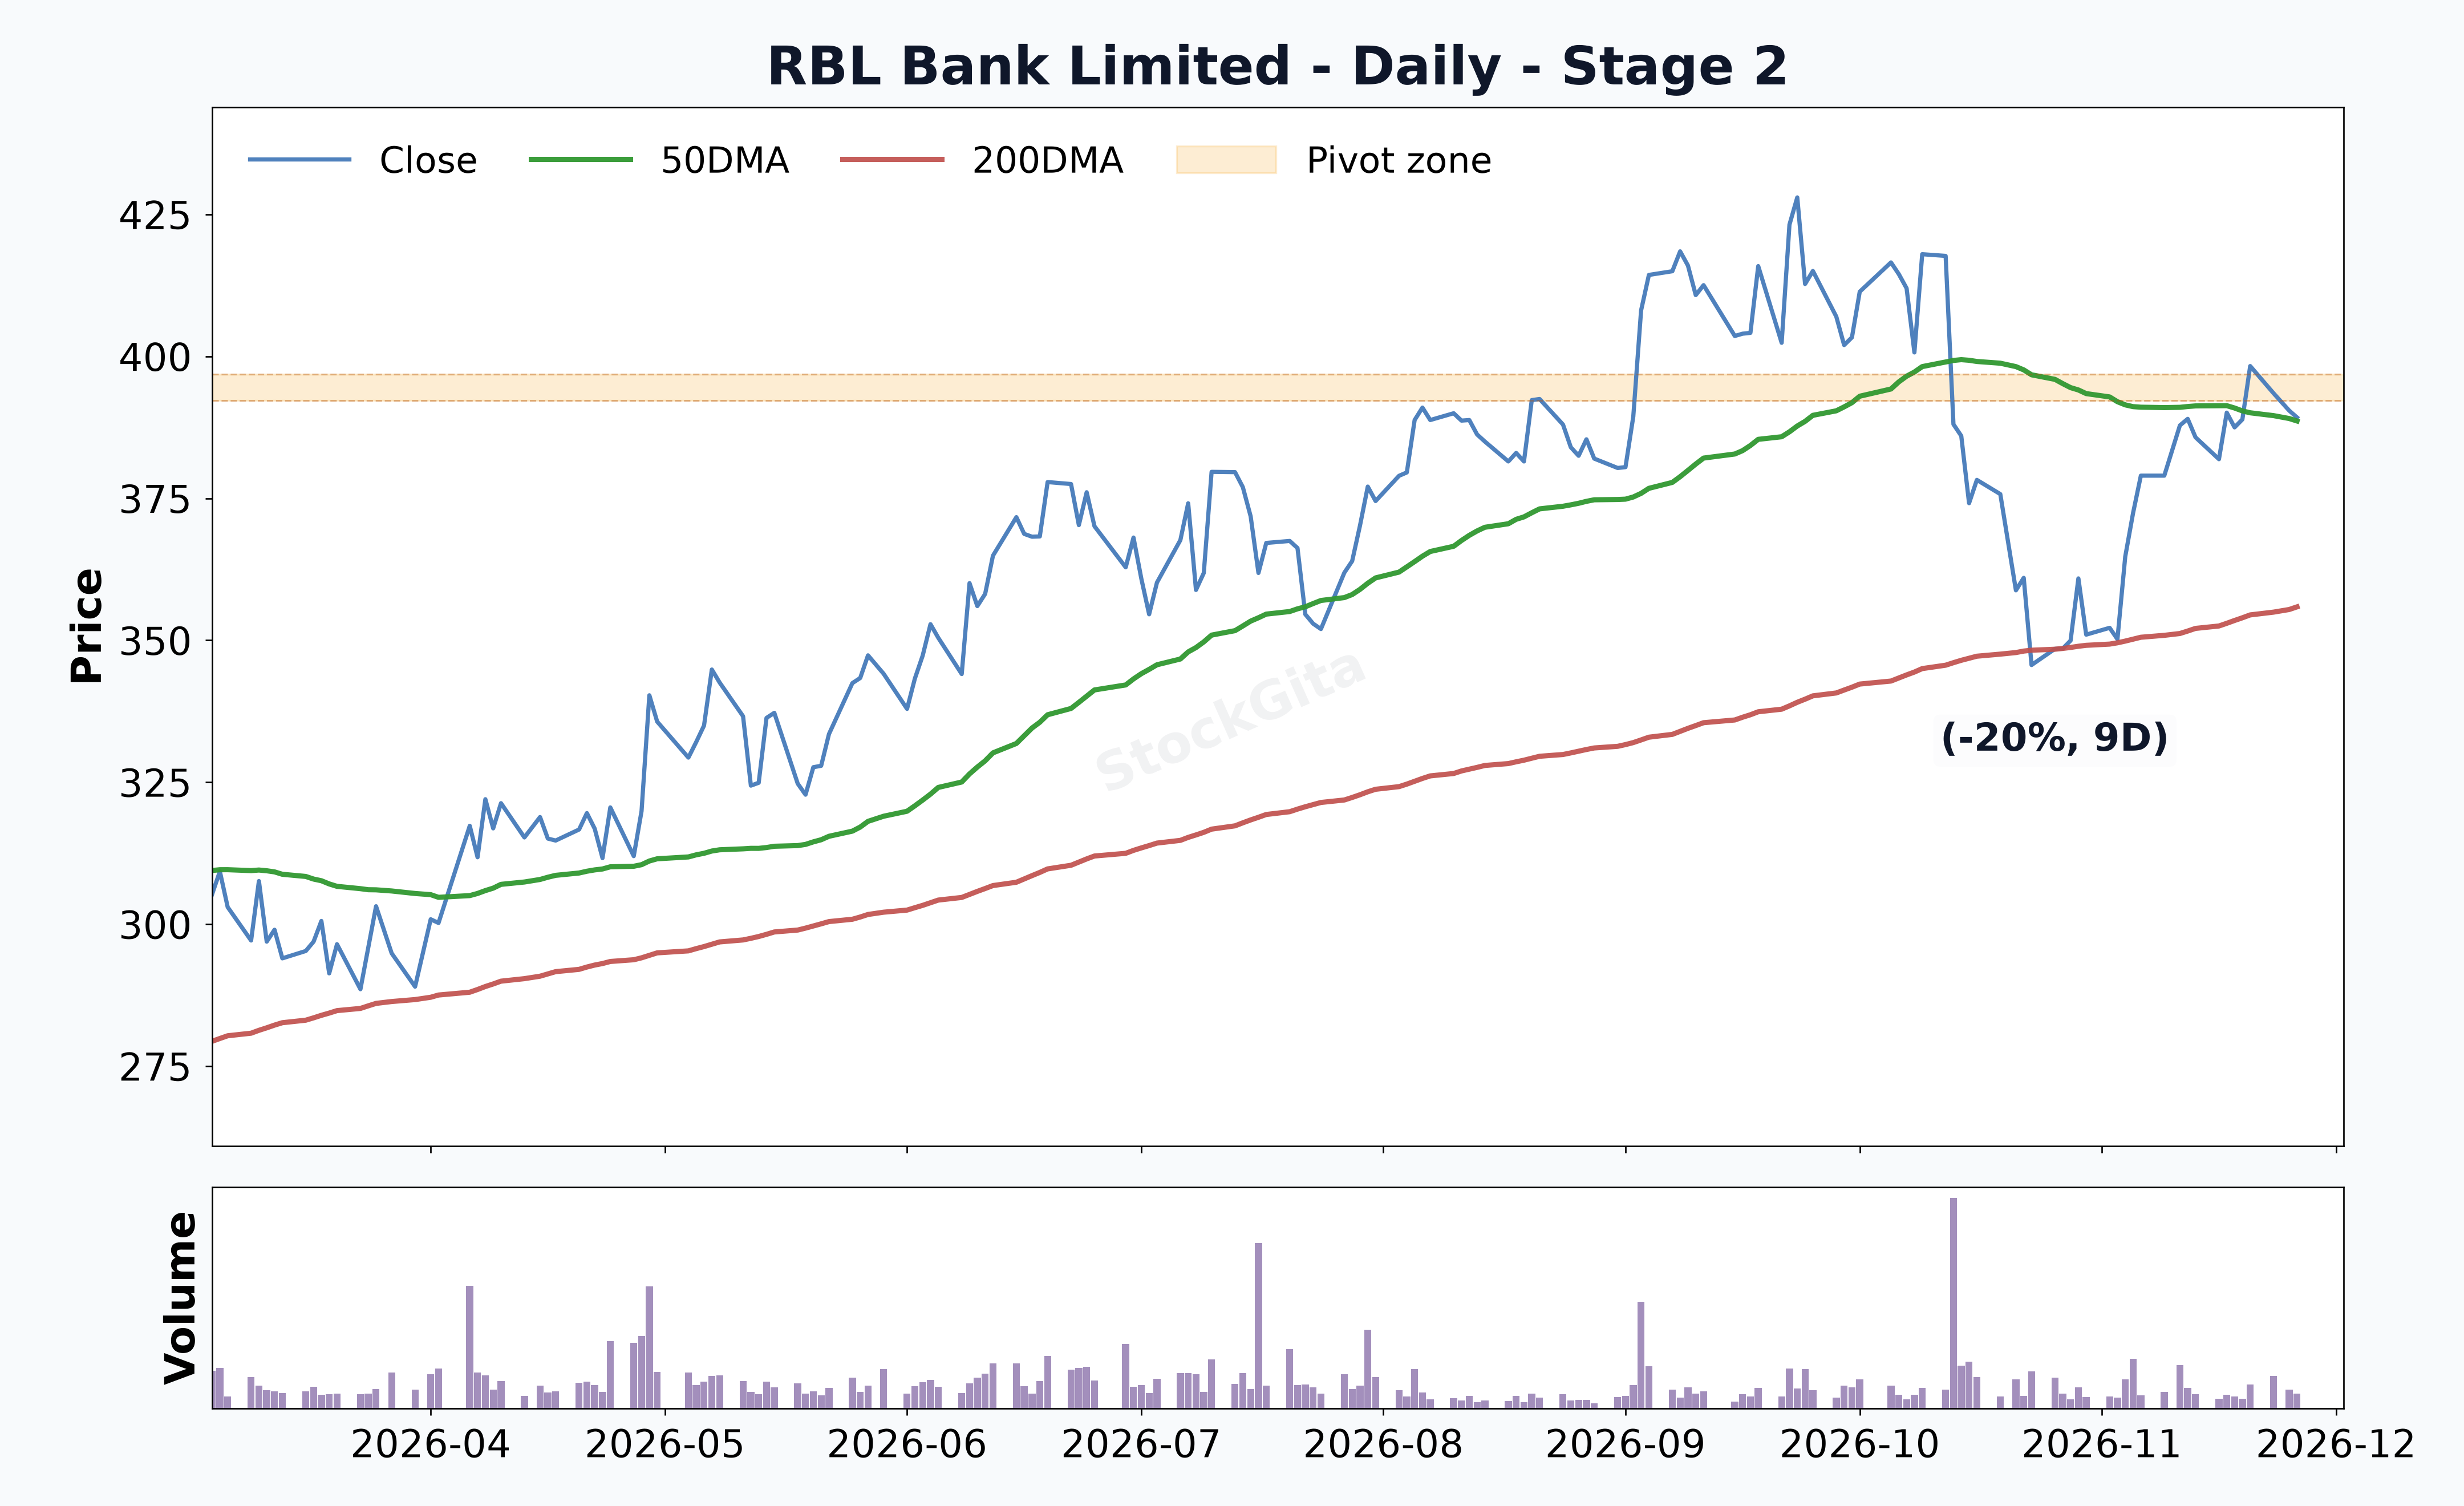 RBL Bank Limited - Daily - Stage 2
Close 50DMA 200DMA Pivot zone
425
400
375
350
325
300
275
Price
StockGita
(-20%, 9D)
Volume
2026-04 2026-05 2026-06 2026-07 2026-08 2026-09 2026-10 2026-11 2026-12